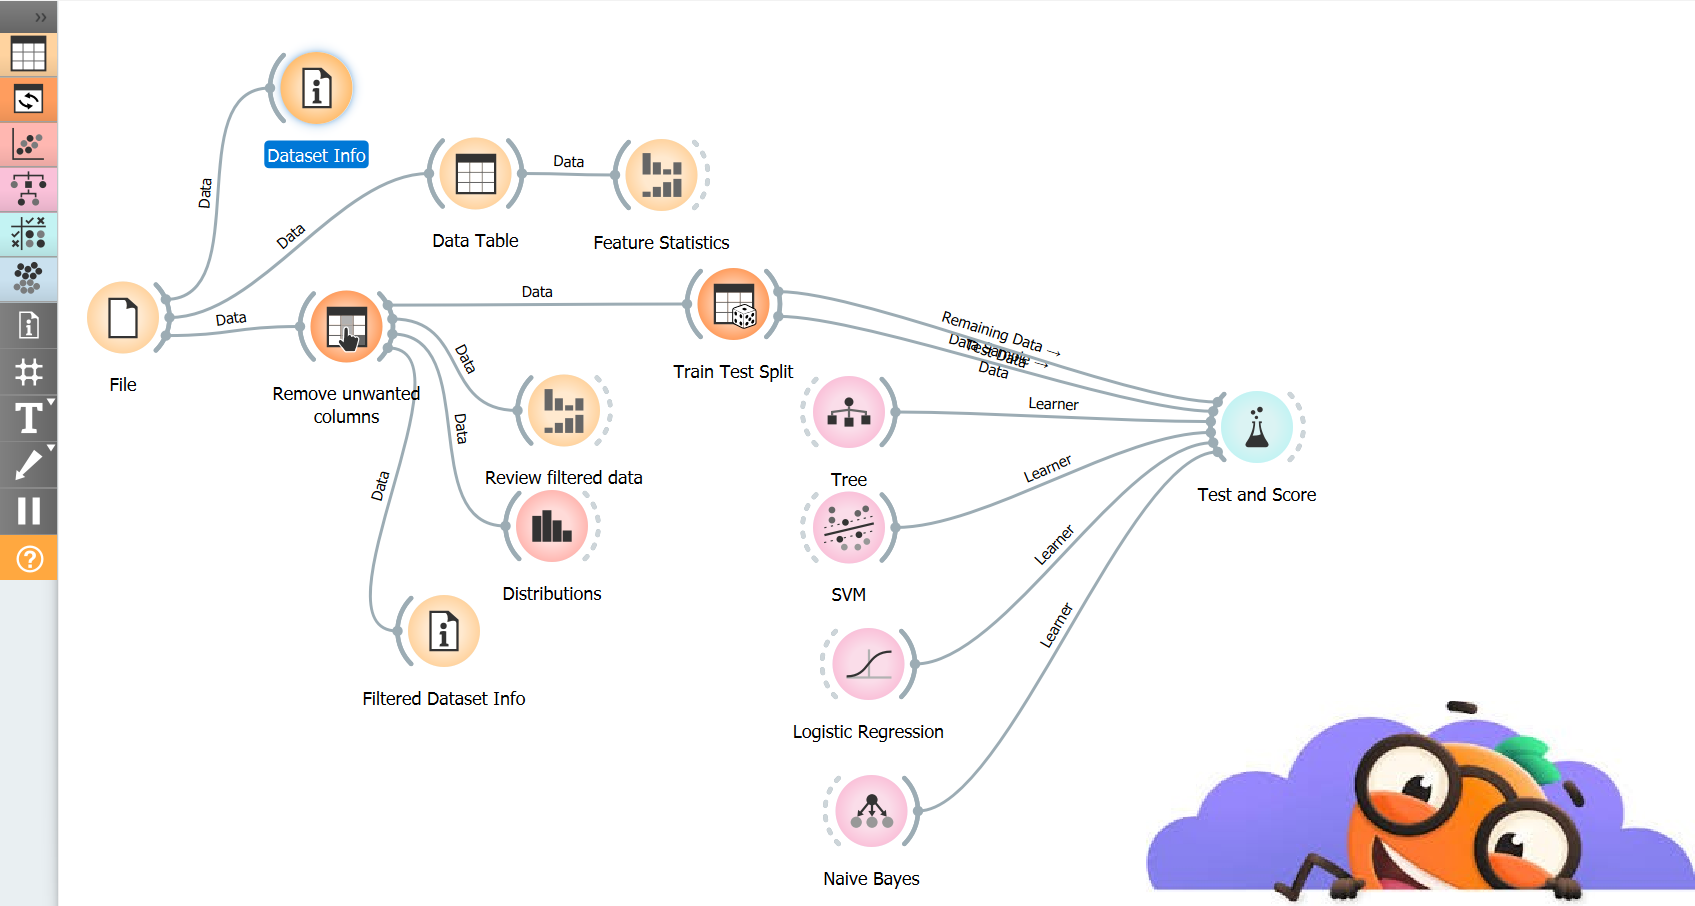 »
Dataset Info
Data
Data
Data
Data Table
Data
Feature Statistics
File
Data
Remove unwanted
columns
Data
Train Test Split
Remaining Data →
Test Data
Data Sample →
Data
Data
Review filtered data
Data
Distributions
Data
Filtered Dataset Info
Tree
Learner
SVM
Learner
Logistic Regression
Learner
Naive Bayes
Learner
Test and Score
T
?